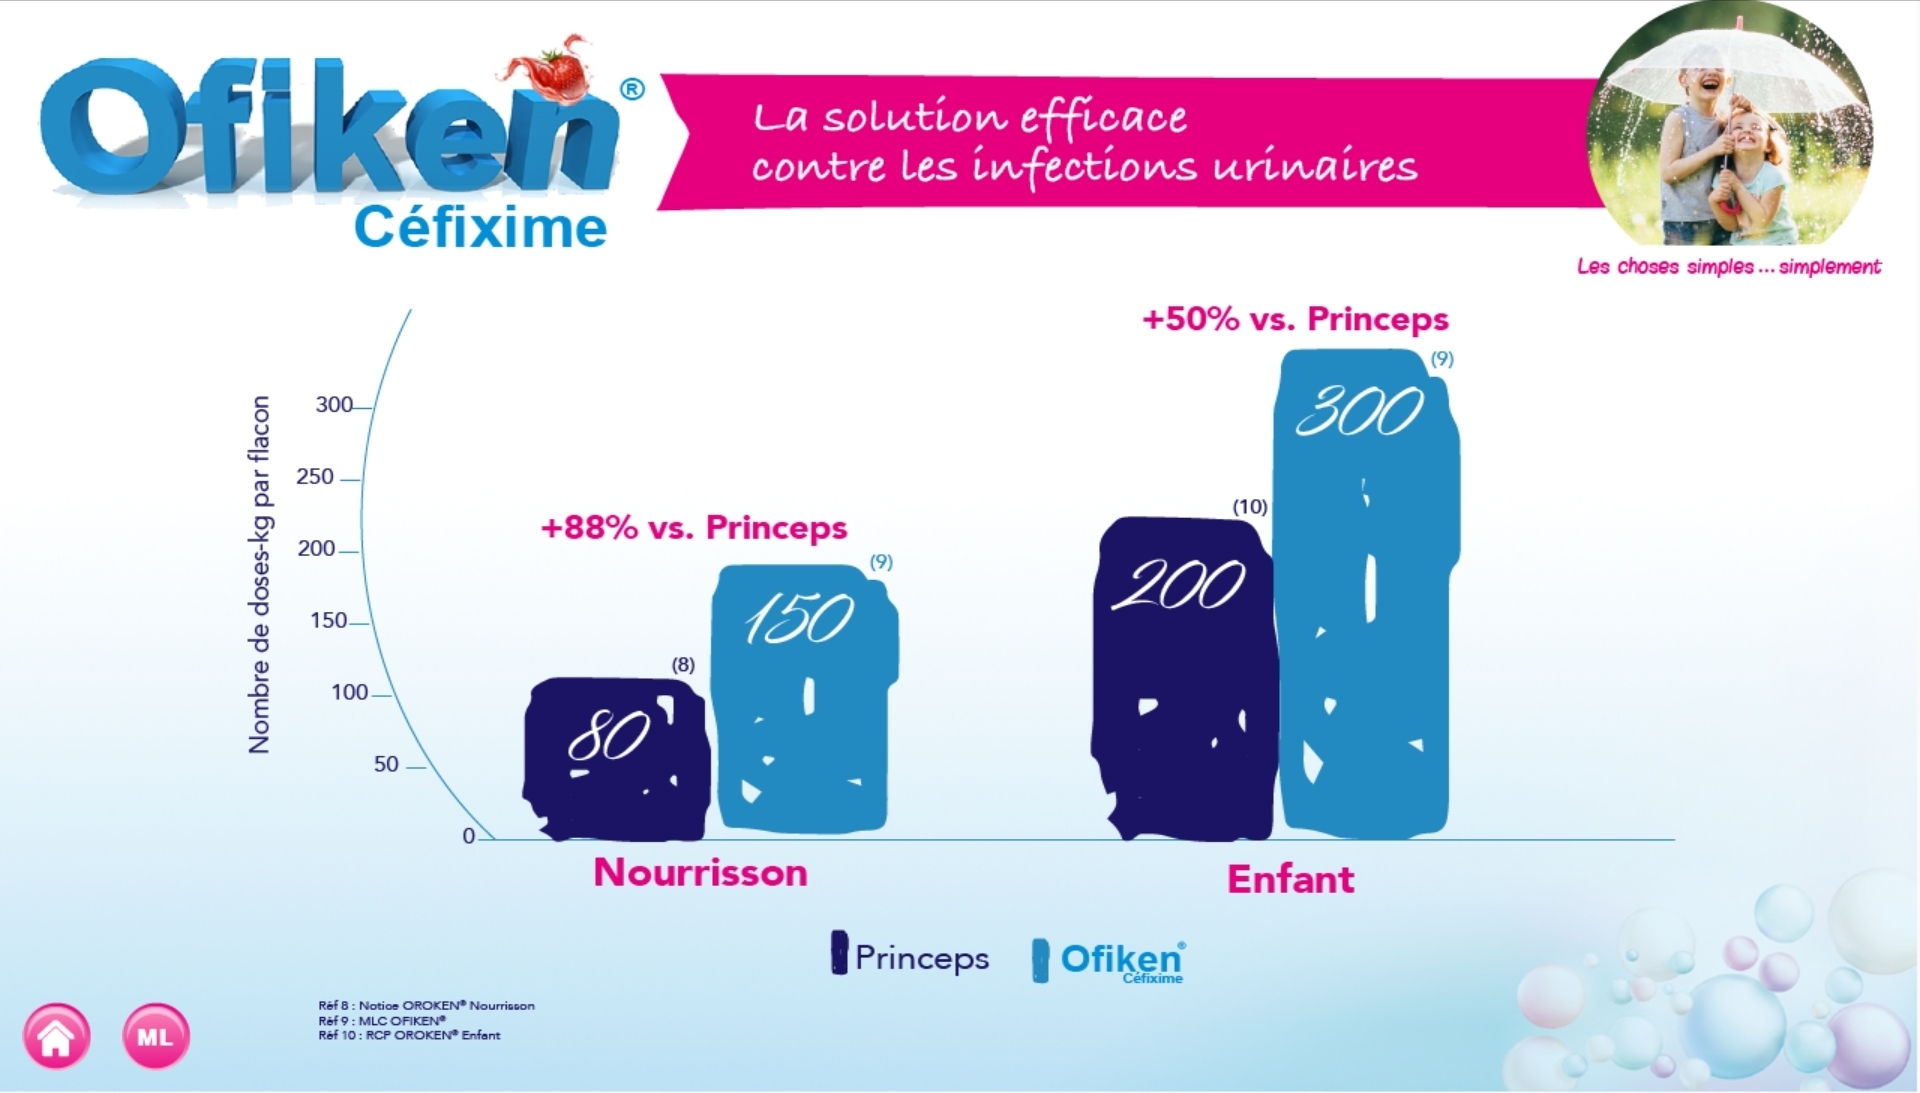 Ofiken®
Céfixime
La solution efficace
contre les infections urinaires
Les choses simples... simplement
+50% vs. Princeps
(9)
300
300
Nombre de doses-kg par flacon
250
(10)
+88% vs. Princeps
200
(9)
200
150
150
(8)
100
80
50
0
Nourrisson
Enfant
Princeps
Ofiken®
Céfixime
Réf 8 : Notice OROKEN® Nourrisson
Réf 9 : MLC OFIKEN®
Réf 10 : RCP OROKEN® Enfant
ML